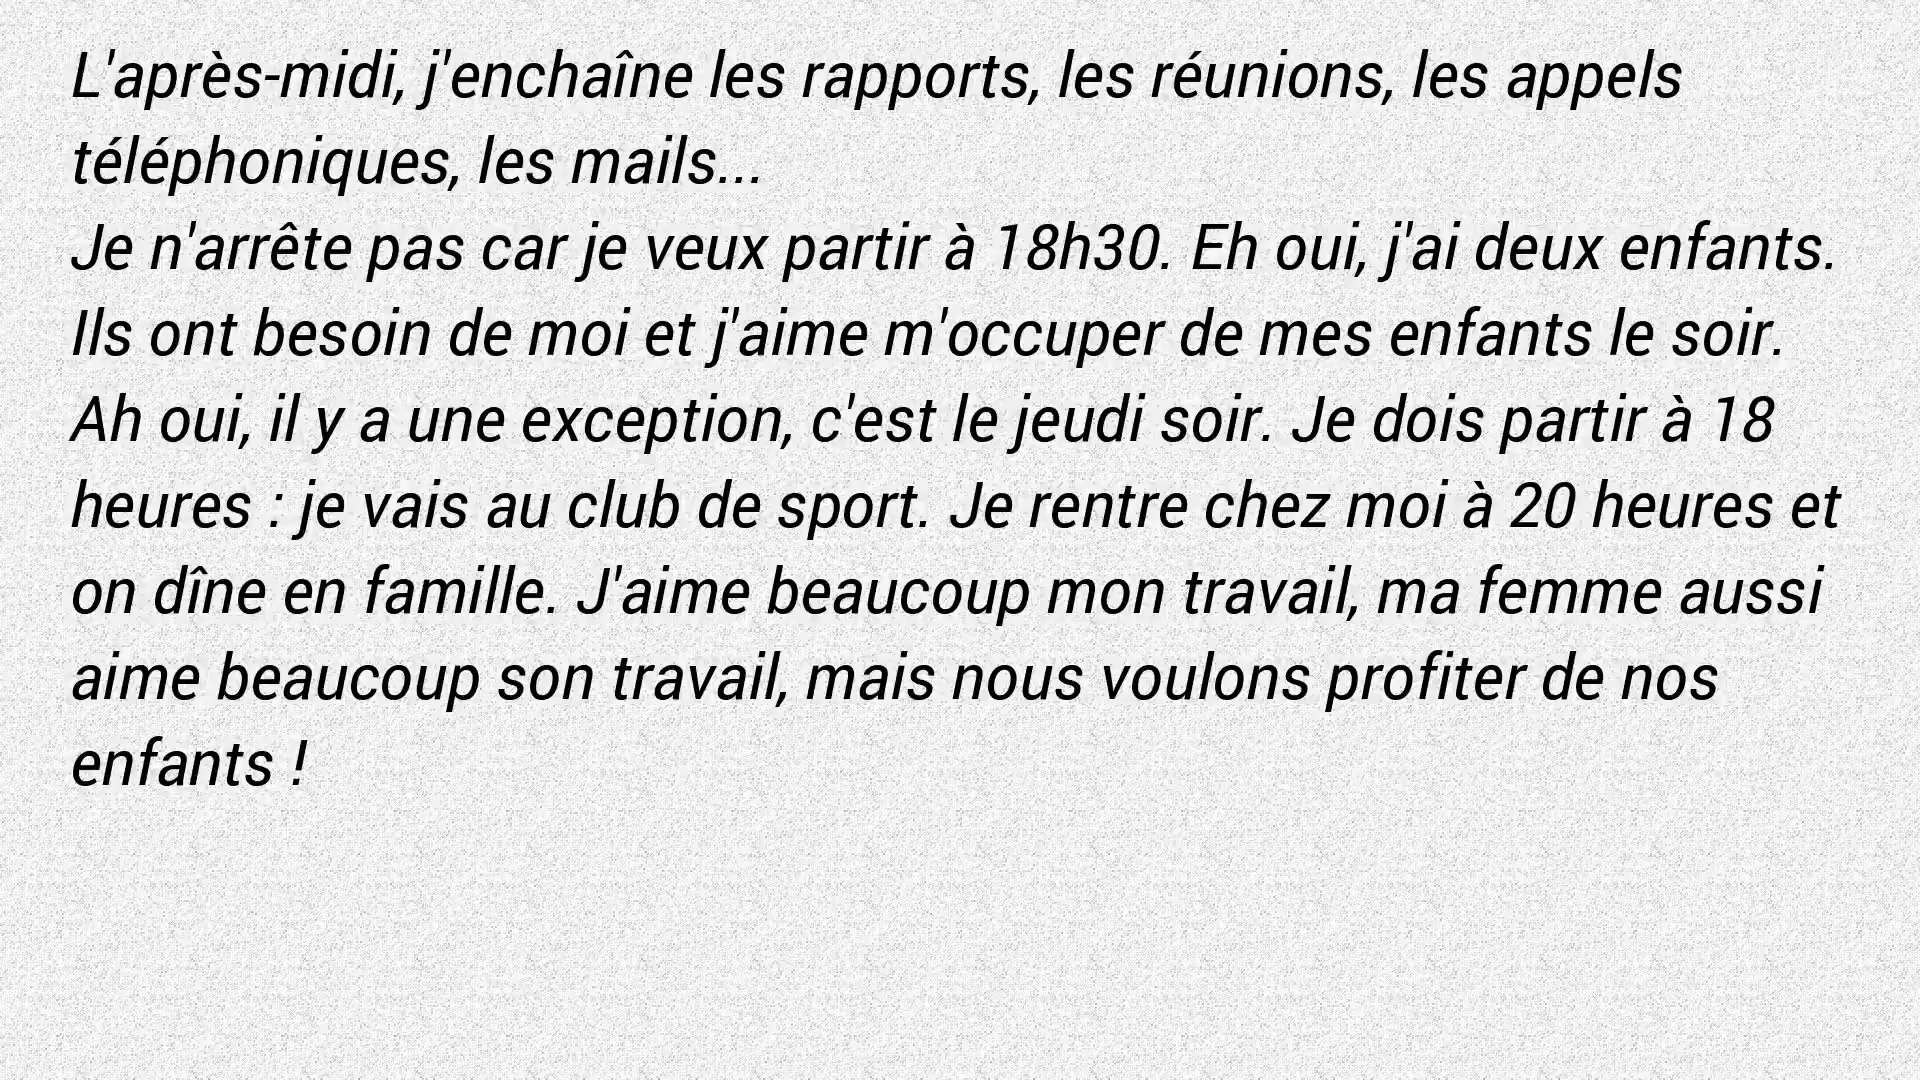 L'après-midi, j'enchaîne les rapports, les réunions, les appels
téléphoniques, les mails...
Je n'arrête pas car je veux partir à 18h30. Eh oui, j'ai deux enfants.
Ils ont besoin de moi et j'aime m'occuper de mes enfants le soir.
Ah oui, il y a une exception, c'est le jeudi soir. Je dois partir à 18
heures : je vais au club de sport. Je rentre chez moi à 20 heures et
on dîne en famille. J'aime beaucoup mon travail, ma femme aussi
aime beaucoup son travail, mais nous voulons profiter de nos
enfants !